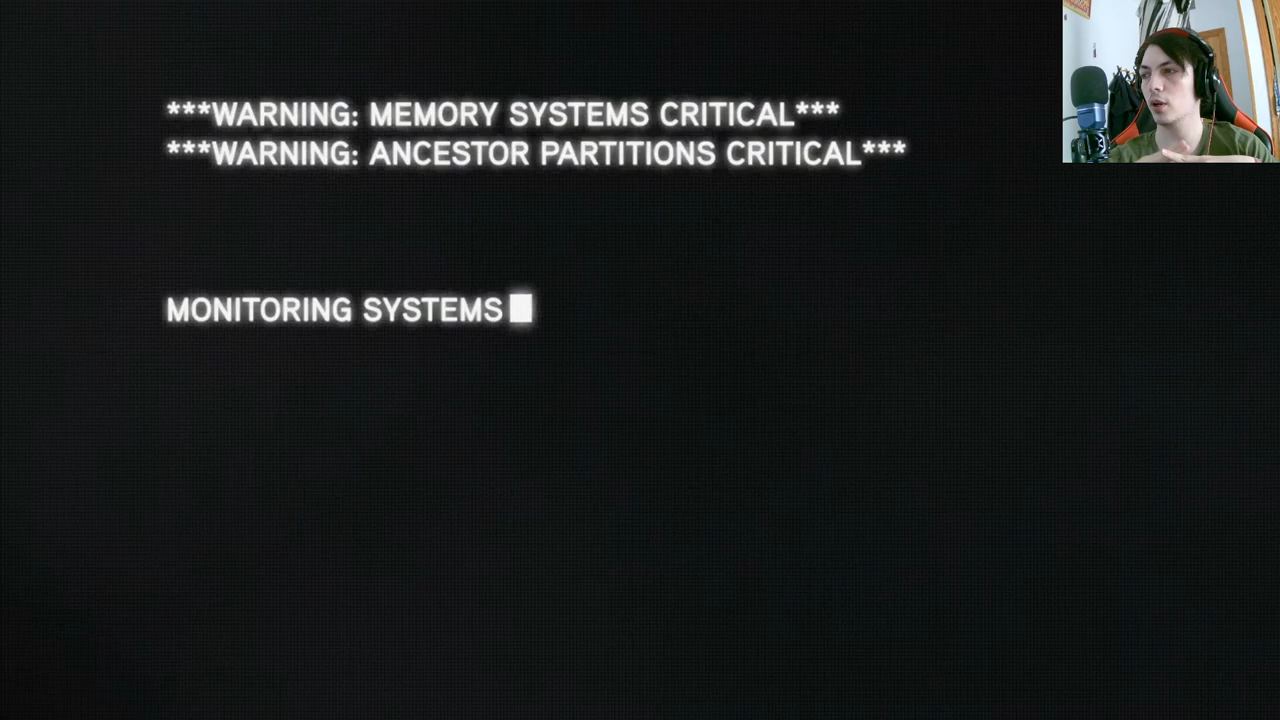 ***WARNING: MEMORY SYSTEMS CRITICAL***
***WARNING: ANCESTOR PARTITIONS CRITICAL***
MONITORING SYSTEMS